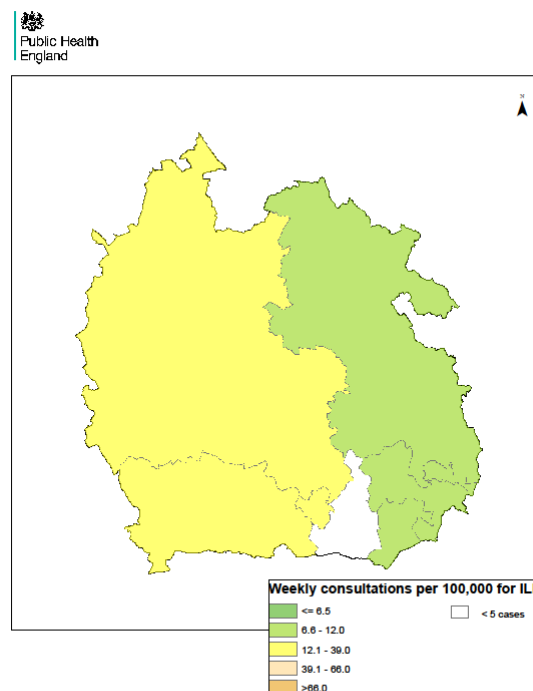 Public Health
England
N
Weekly consultations per 100,000 for IL
<= 6.5
< 5 cases
6.6 - 12.0
12.1 - 39.0
39.1 - 66.0
>66.0